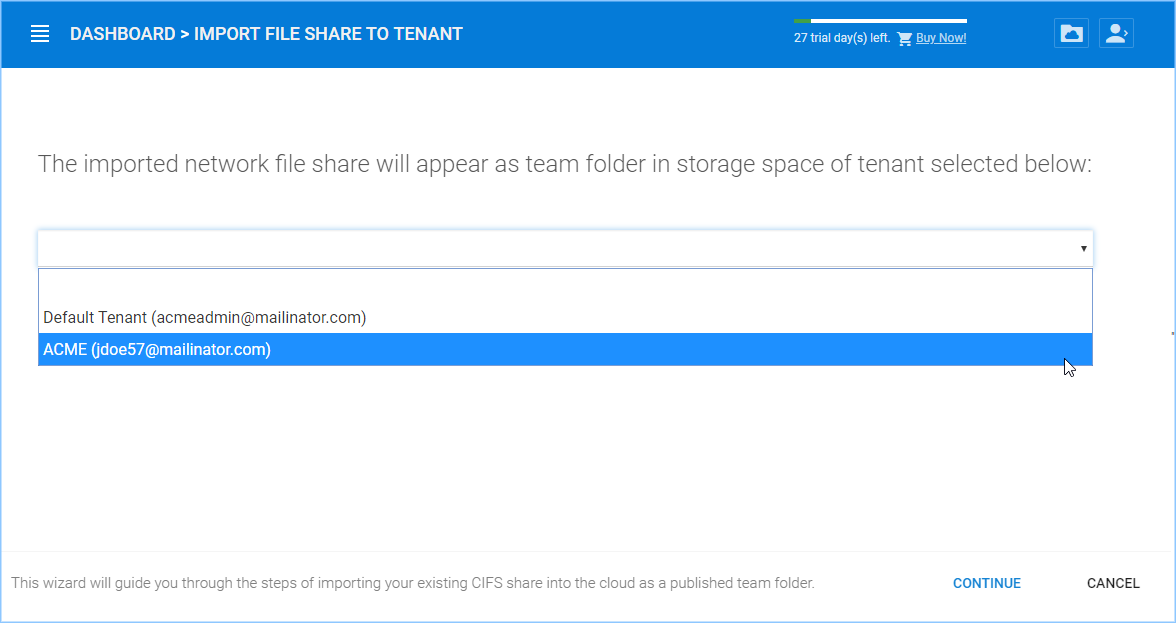 DASHBOARD > IMPORT FILE SHARE TO TENANT
27 trial day(s) left. Buy Now!
The imported network file share will appear as team folder in storage space of tenant selected below:
Default Tenant (acmeadmin@mailinator.com)
ACME (jdoe57@mailinator.com)
This wizard will guide you through the steps of importing your existing CIFS share into the cloud as a published team folder.
CONTINUE
CANCEL